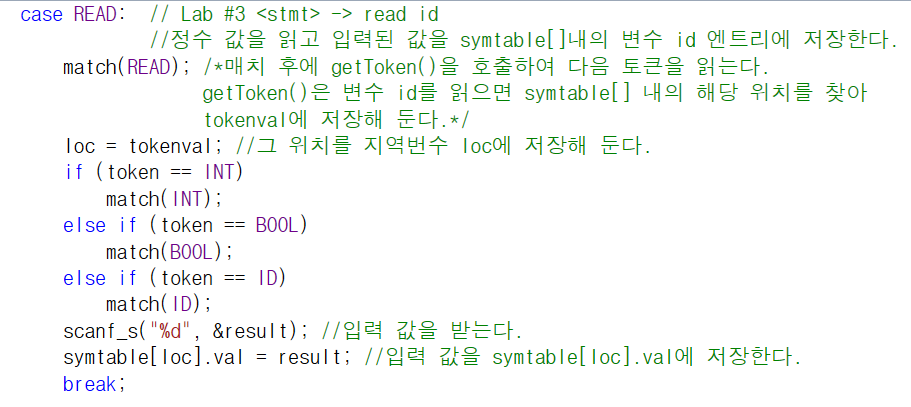 case READ:  // Lab #3 <stmt> -> read id
//정수 값을 읽고 입력된 값을 symtable[]내의 변수 id 엔트리에 저장한다.
match(READ); /*매치 후에 getToken()을 호출하여 다음 토큰을 읽는다.
getToken()은 변수 id를 읽으면 symtable[] 내의 해당 위치를 찾아
tokenval에 저장해 둔다.*/
loc = tokenval; //그 위치를 지역번수 loc에 저장해 둔다.
if (token == INT)
match(INT);
else if (token == BOOL)
match(BOOL);
else if (token == ID)
match(ID);
scanf_s("%d", &result); //입력 값을 받는다.
symtable[loc].val = result; //입력 값을 symtable[loc].val에 저장한다.
break;